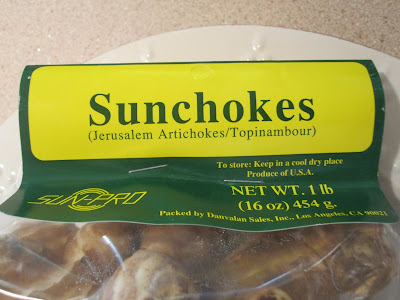 Sunchokes
(Jerusalem Artichokes/Topinambour)
To store: Keep in a cool dry place
Produce of U.S.A.
SUN-PRO
NET WT. 1 lb
(16 oz) 454 g.
Packed by Danvalan Sales, Inc., Los Angeles, CA 90021